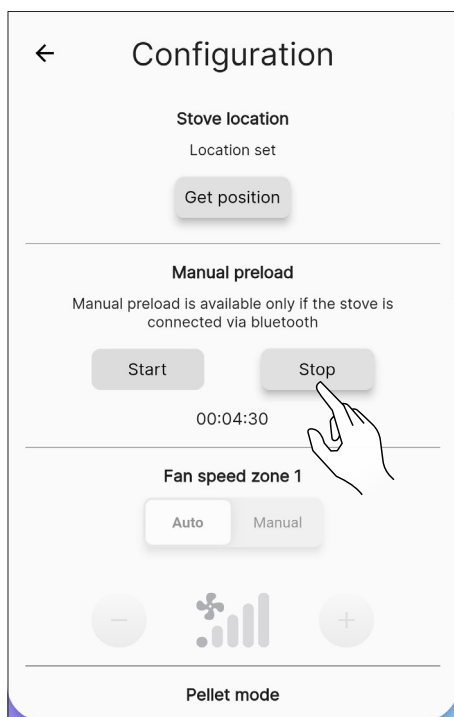 Configuration
Stove location
Location set
Get position
Manual preload
Manual preload is available only if the stove is
connected via bluetooth
Start
Stop
00:04:30
Fan speed zone 1
Auto
Manual
Pellet mode